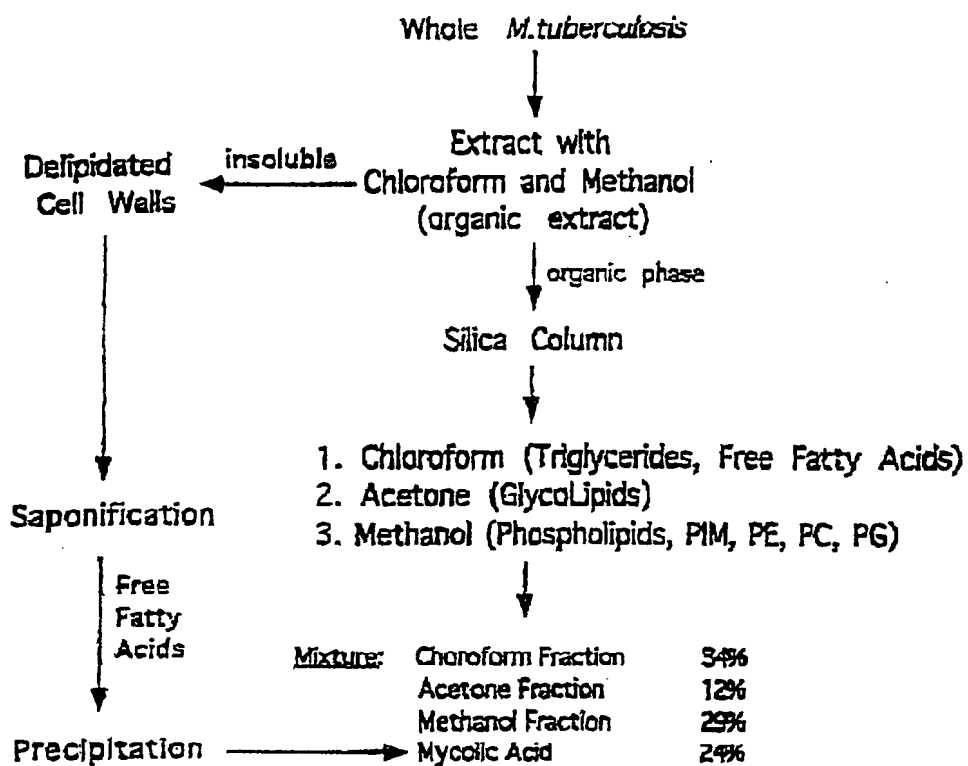 Whole M.tuberculosis
Extract with
Chloroform and Methanol
(organic extract)
insoluble
Delipidated
Cell Walls
organic phase
Silica Column
1. Chloroform (Triglycerides, Free Fatty Acids)
2. Acetone (GlycoLipids)
3. Methanol (Phospholipids, PIM, PE, PC, PG)
Saponification
Free
Fatty
Acids
Precipitation
Mixture: Choroform Fraction 34%
Acetone Fraction 12%
Methanol Fraction 29%
Mycolic Acid 24%